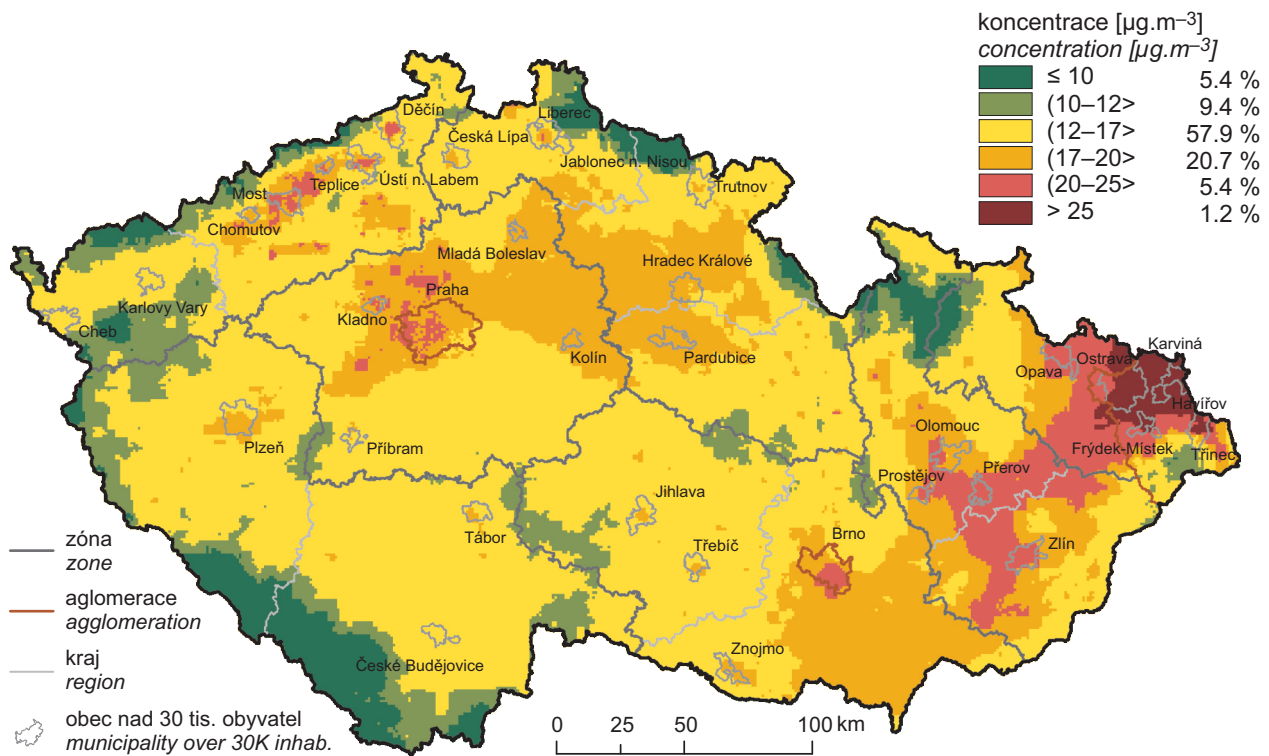 koncentrace [µg.m–3]
concentration [µg.m–3]
≤ 10 5.4 %
(10–12> 9.4 %
(12–17> 57.9 %
(17–20> 20.7 %
(20–25> 5.4 %
> 25 1.2 %
Děčín
Liberec
Česká Lípa
Jablonec n. Nisou
Teplice
Ústí n. Labem
Trutnov
Most
Chomutov
Mladá Boleslav
Hradec Králové
Karlovy Vary
Praha
Cheb
Kladno
Kolín
Pardubice
Karviná
Ostrava
Opava
Havířov
Plzeň
Příbram
Olomouc
Frýdek-Místek
Třinec
Prostějov
Přerov
Jihlava
Tábor
Třebíč
Brno
Zlín
České Budějovice
Znojmo
zóna
zone
aglomerace
agglomeration
kraj
region
obec nad 30 tis. obyvatel
municipality over 30K inhab.
0 25 50 100 km